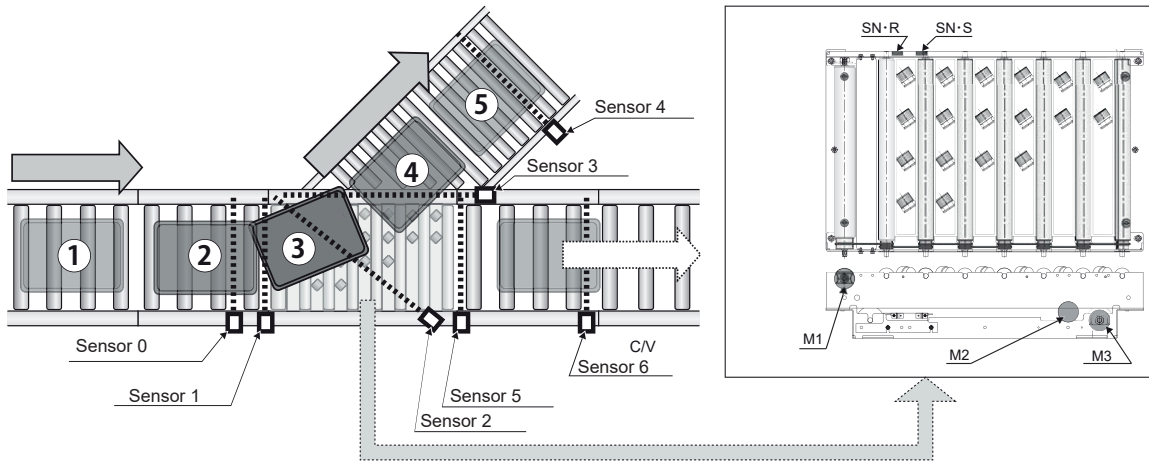 SN・R
SN・S
5
Sensor 4
4
Sensor 3
1
2
3
M1
M2
M3
Sensor 0
C/V
Sensor 6
Sensor 1
Sensor 5
Sensor 2